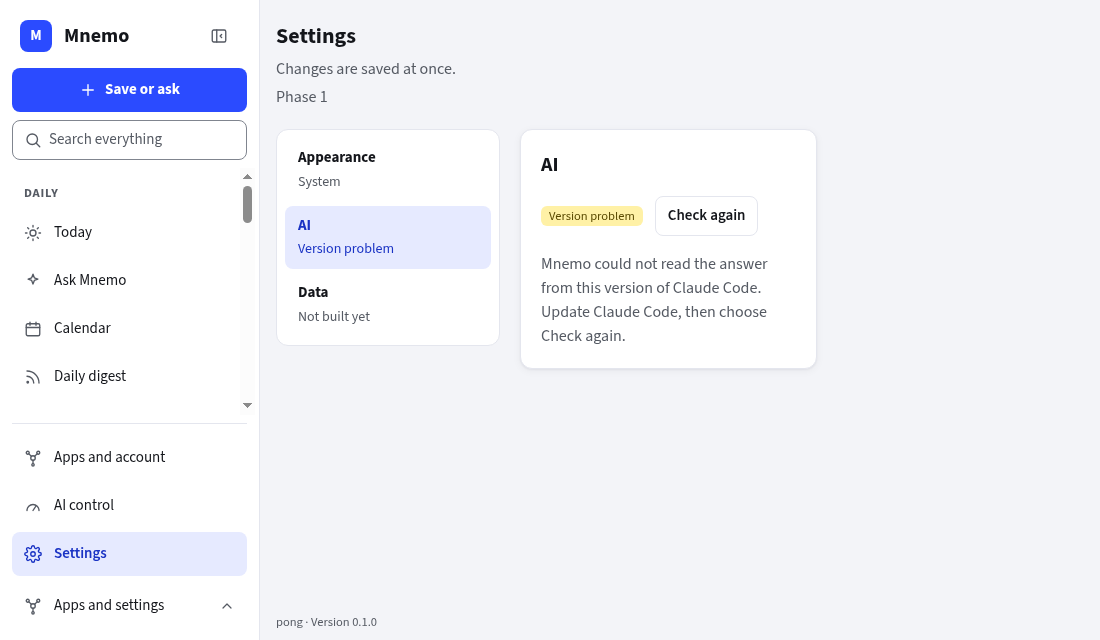 M
Mnemo
Save or ask
Search everything
DAILY
Today
Ask Mnemo
Calendar
Daily digest
Apps and account
AI control
Settings
Apps and settings
Settings
Changes are saved at once.
Phase 1
Appearance
System
AI
Version problem
Data
Not built yet
AI
Version problem
Check again
Mnemo could not read the answer
from this version of Claude Code.
Update Claude Code, then choose
Check again.
pong · Version 0.1.0